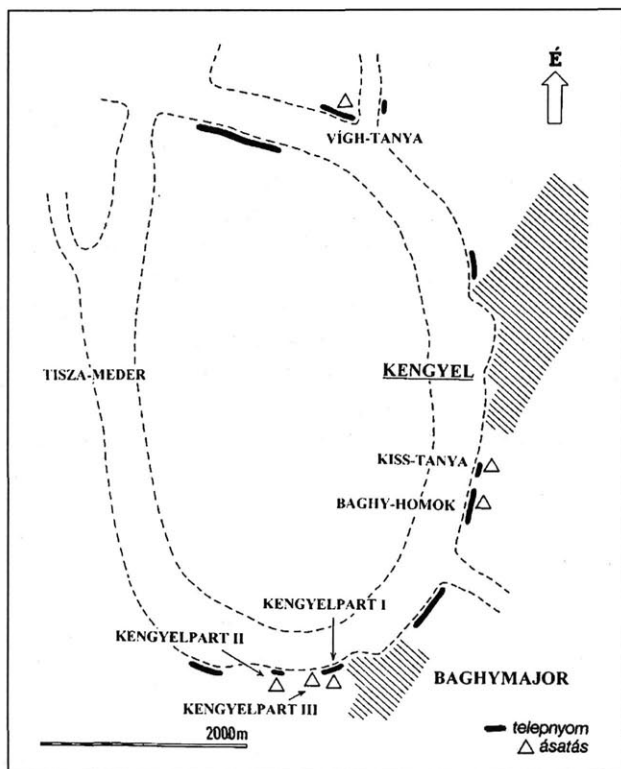 É
VÍGH-TANYA
TISZA-MEDER
KENGYEL
KISS-TANYA
BAGHY-HOMOK
KENGYELPART I
KENGYELPART II
BAGHYMAJOR
KENGYELPART III
2000m
telepnyom
ásatás